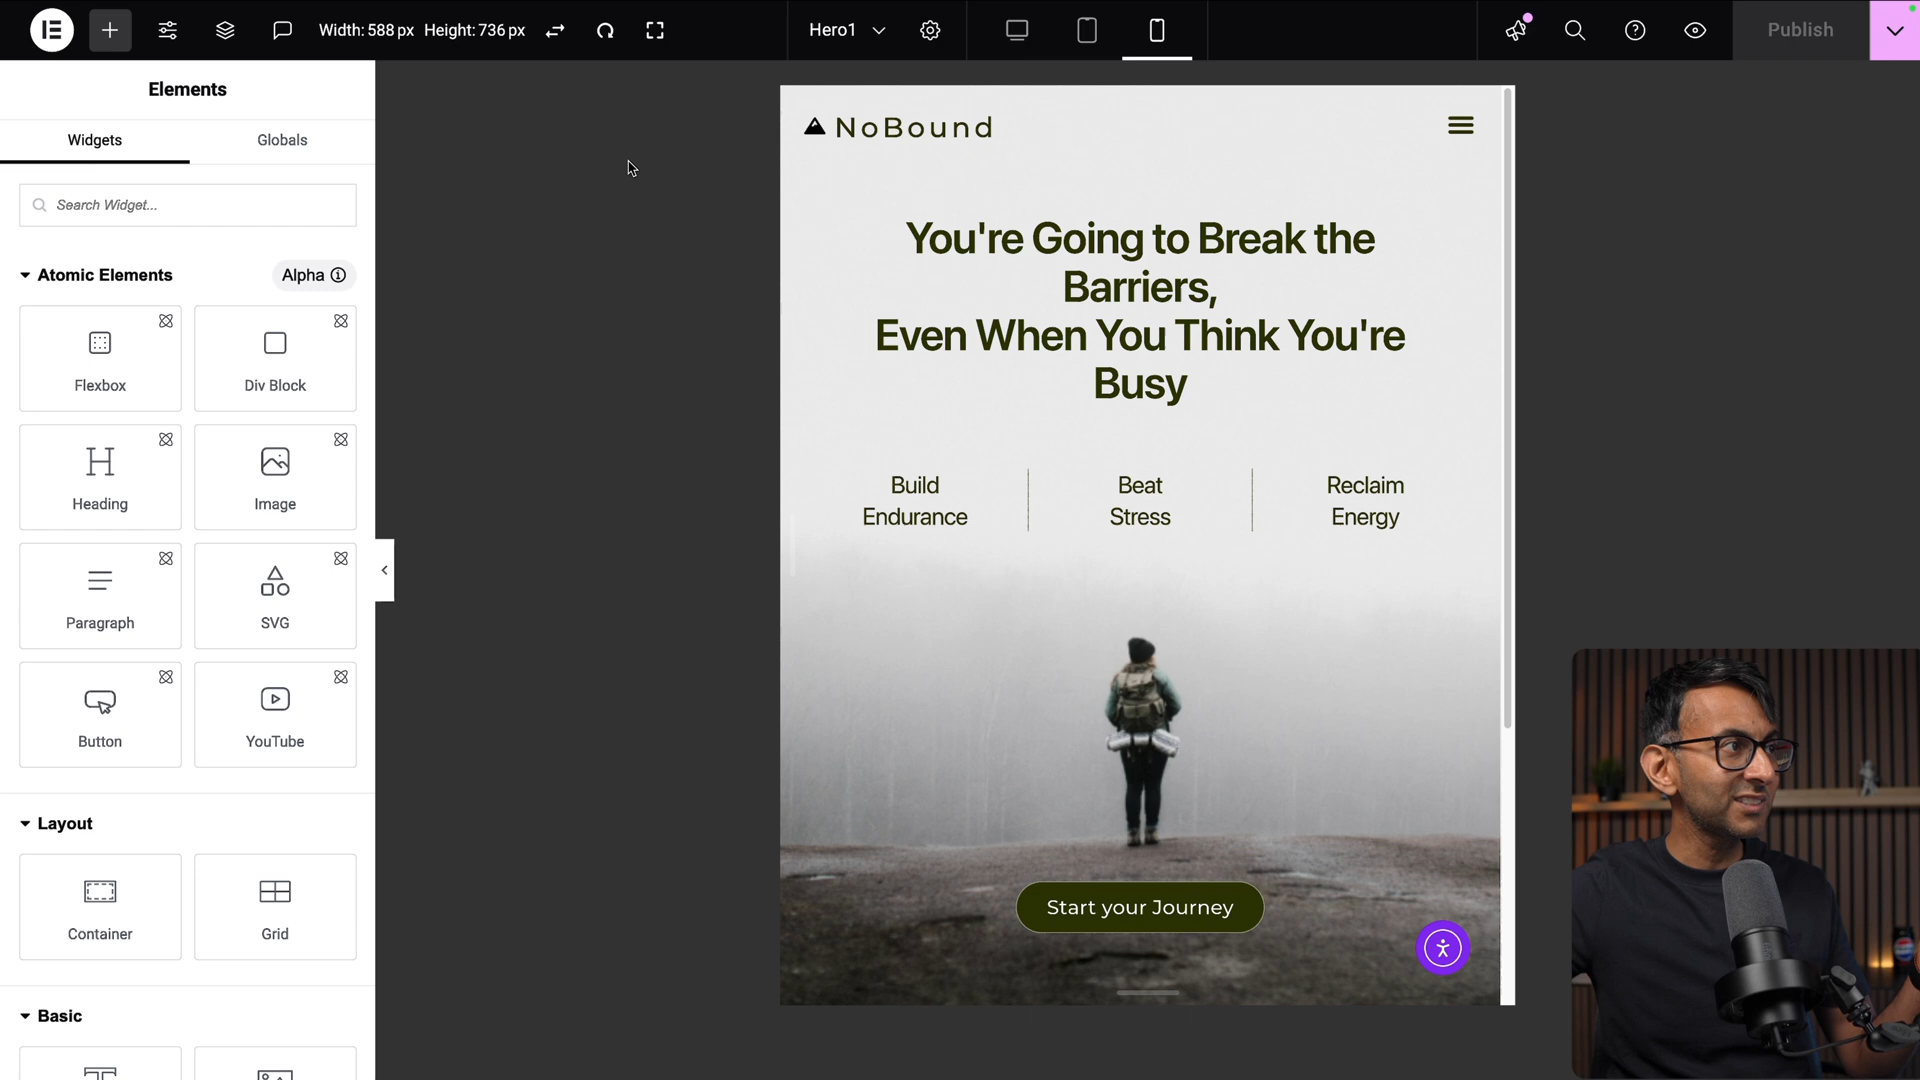 Width: 588 px Height: 736 px
Hero1
Publish
Elements
Widgets
Globals
Search Widget...
Atomic Elements
Alpha
Flexbox
Div Block
Heading
Image
Paragraph
SVG
Button
YouTube
Layout
Container
Grid
Basic
NoBound
You're Going to Break the
Barriers,
Even When You Think You're
Busy
Build
Endurance
Beat
Stress
Reclaim
Energy
Start your Journey